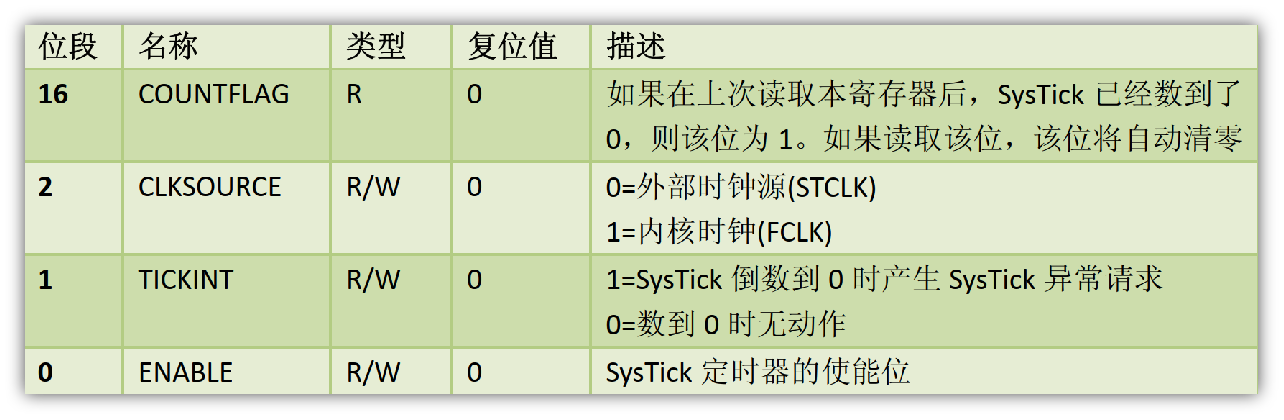 位段 名称 类型 复位值 描述
16 COUNTFLAG R 0 如果在上次读取本寄存器后，SysTick 已经数到了
0，则该位为 1。如果读取该位，该位将自动清零
2 CLKSOURCE R/W 0 0=外部时钟源(STCLK)
1=内核时钟(FCLK)
1 TICKINT R/W 0 1=SysTick 倒数到 0 时产生 SysTick 异常请求
0=数到 0 时无动作
0 ENABLE R/W 0 SysTick 定时器的使能位